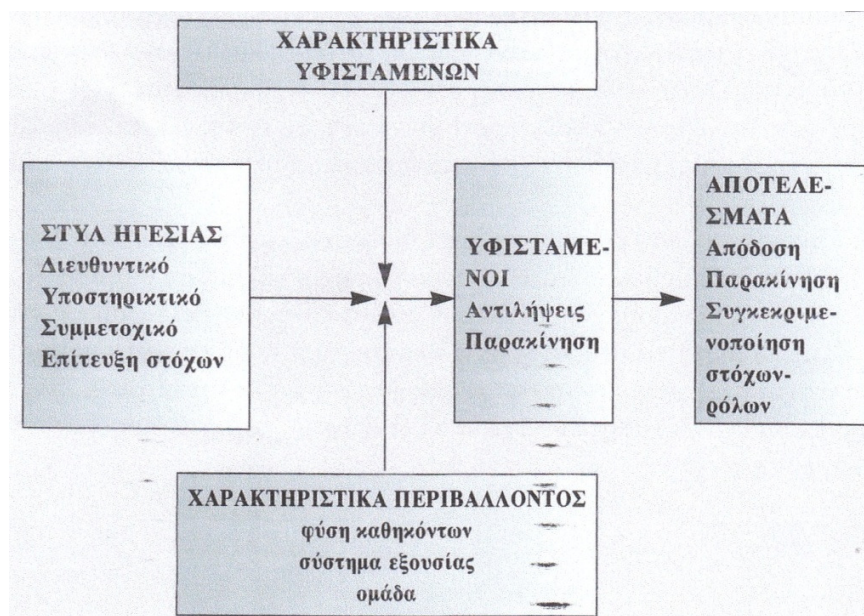 ΧΑΡΑΚΤΗΡΙΣΤΙΚΑ
ΥΦΙΣΤΑΜΕΝΩΝ
ΣΤΥΛ ΗΓΕΣΙΑΣ
Διευθυντικό
Υποστηρικτικό
Συμμετοχικό
Επίτευξη στόχων
ΥΦΙΣΤΑΜΕ-
ΝΟΙ
Αντιλήψεις
Παρακίνηση
ΑΠΟΤΕΛΕ-
ΣΜΑΤΑ
Απόδοση
Παρακίνηση
Συγκεκριμε-
νοποίηση
στόχων-
ρόλων
ΧΑΡΑΚΤΗΡΙΣΤΙΚΑ ΠΕΡΙΒΑΛΛΟΝΤΟΣ
φύση καθηκόντων
σύστημα εξουσίας
ομάδα